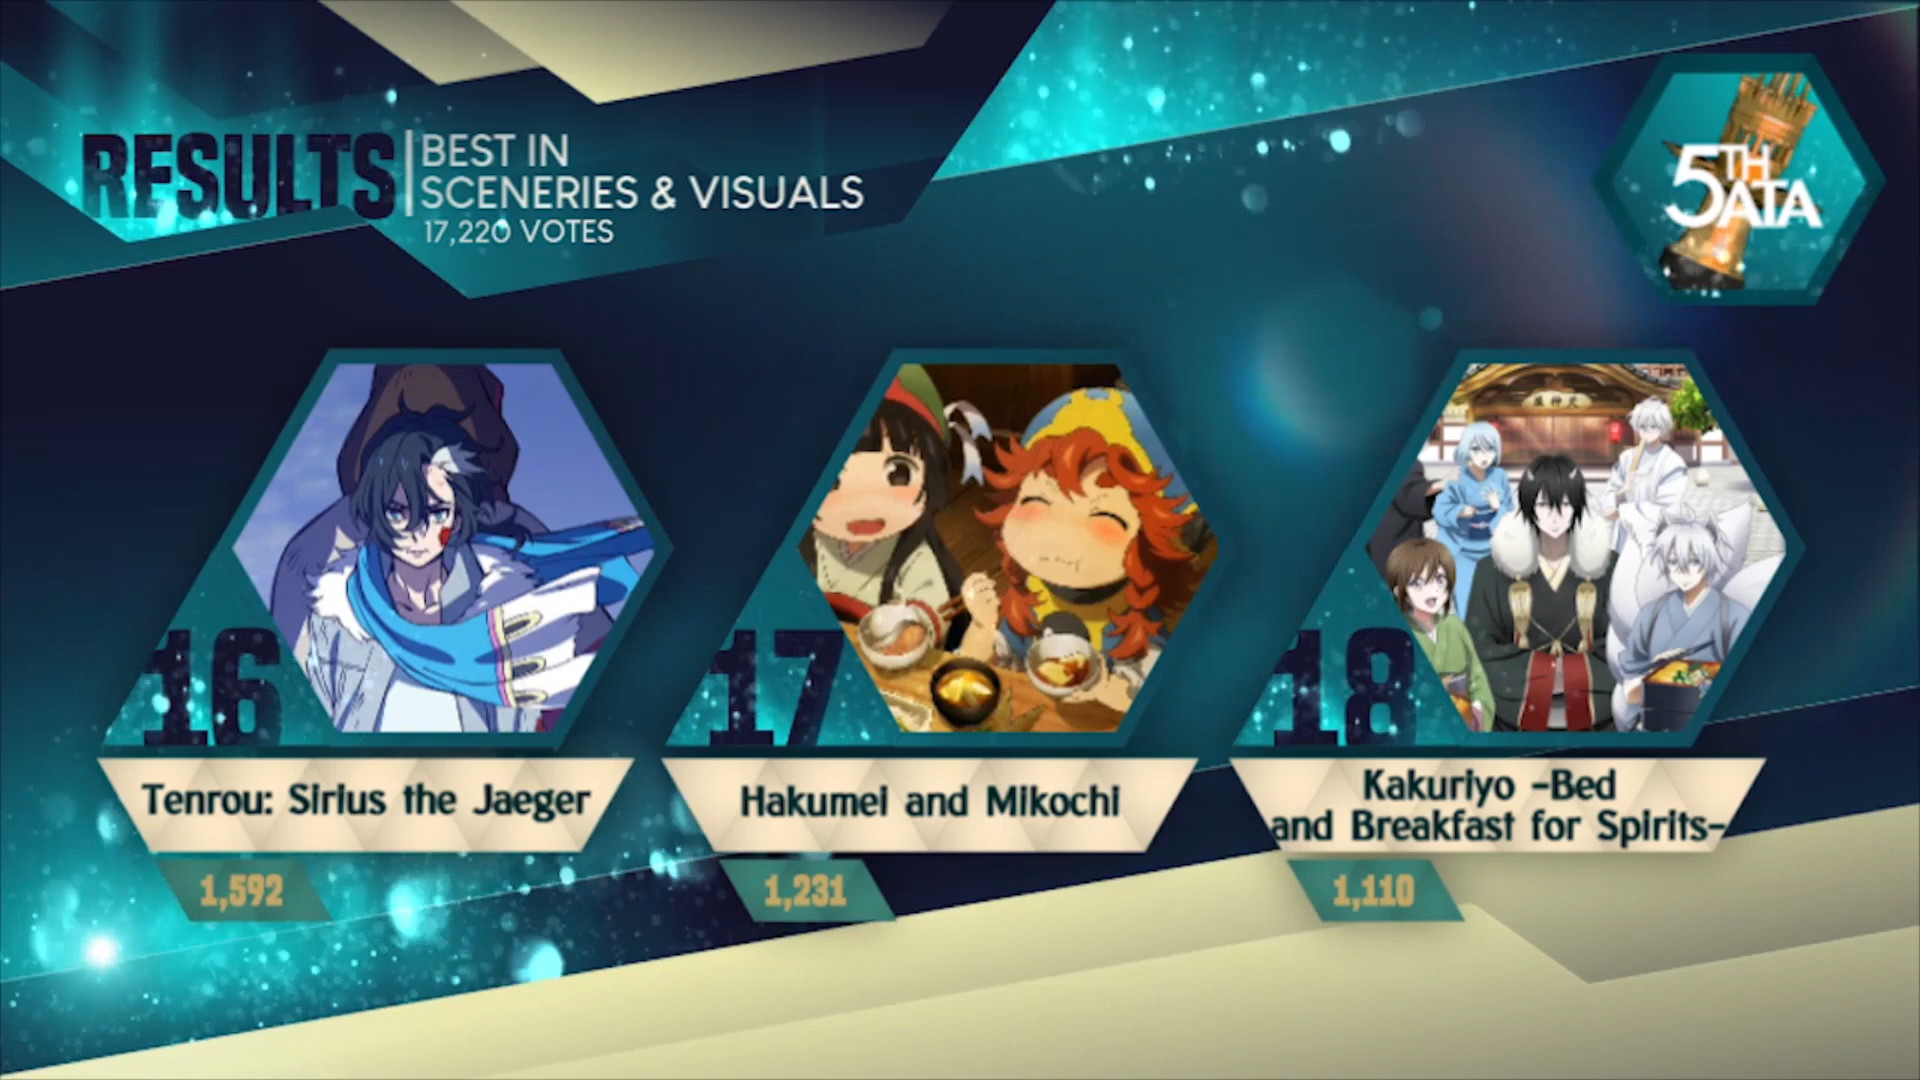 RESULTS
BEST IN
SCENERIES & VISUALS
17,220 VOTES
5TH
ATA
16
17
18
Tenrou: Sirius the Jaeger
Hakumei and Mikochi
Kakuriyo -Bed
and Breakfast for Spirits-
1,592
1,231
1,110